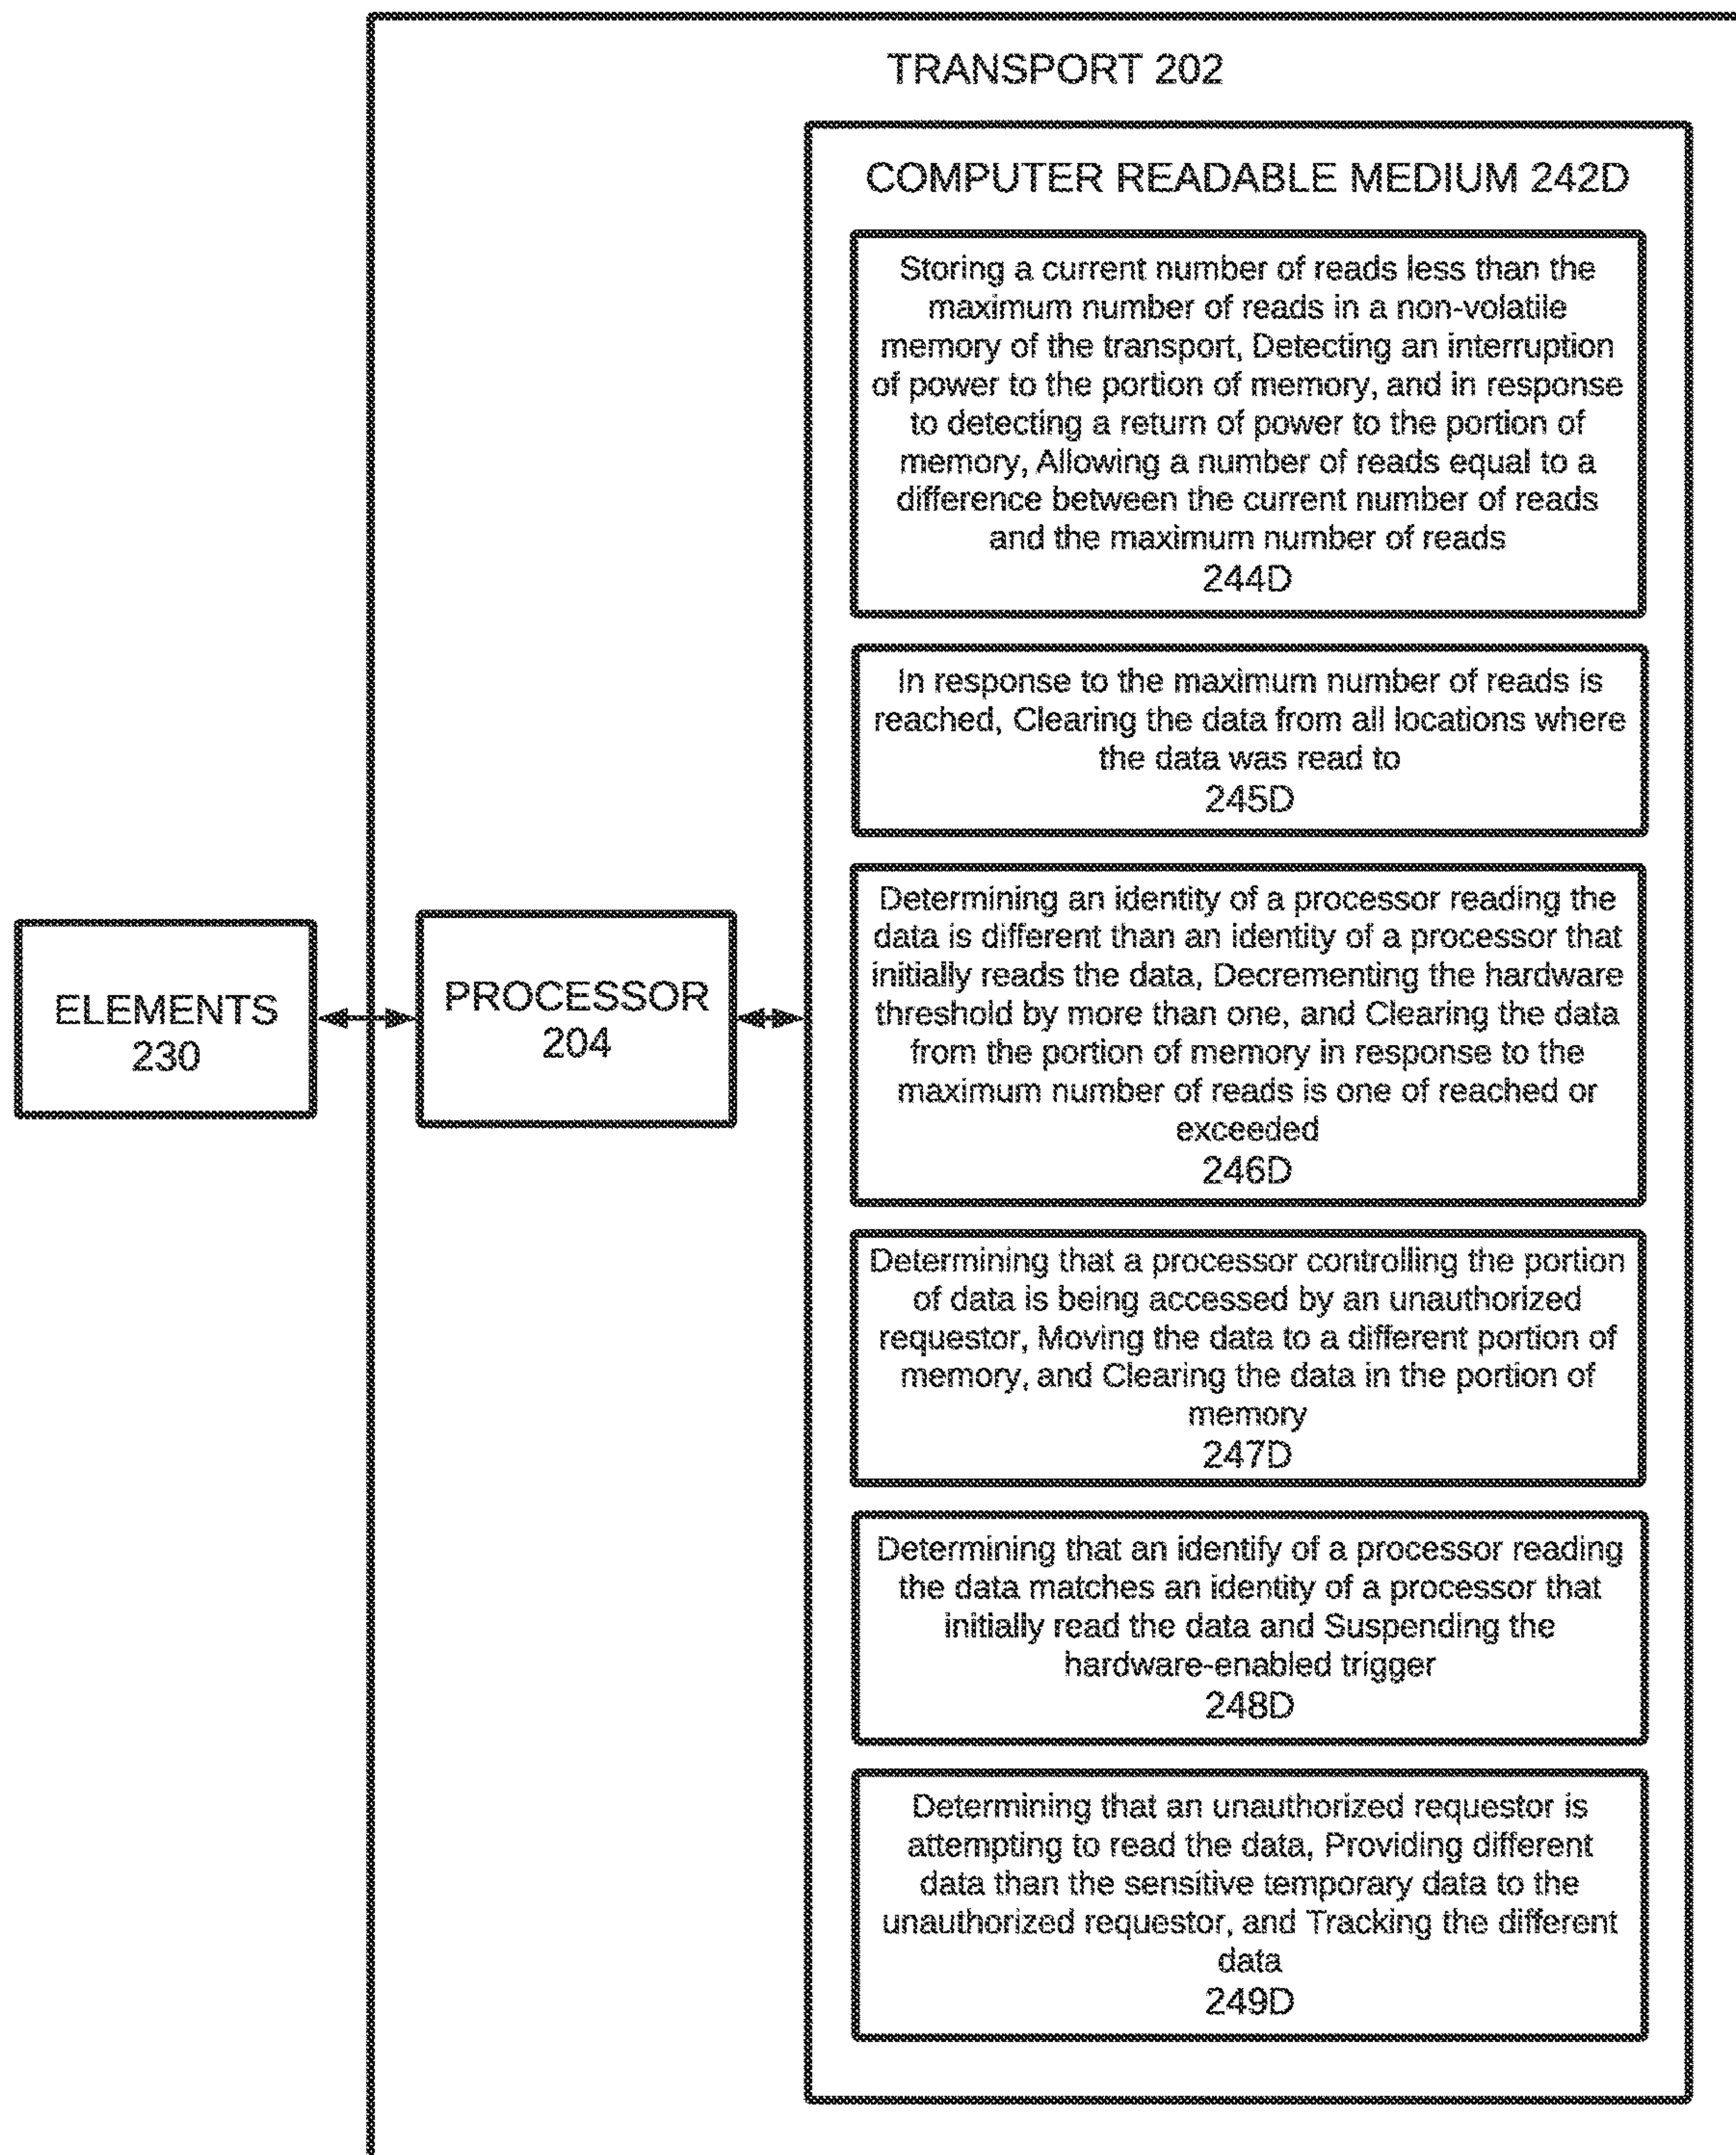 TRANSPORT 202
COMPUTER READABLE MEDIUM 242D
Storing a current number of reads less than the
maximum number of reads in a non-volatile
memory of the transport, Detecting an interruption
of power to the portion of memory, and in response
to detecting a return of power to the portion of
memory, Allowing a number of reads equal to a
difference between the current number of reads
and the maximum number of reads
244D
In response to the maximum number of reads is
reached, Clearing the data from all locations where
the data was read to
245D
Determining an identity of a processor reading the
data is different than an identity of a processor that
initially reads the data, Decrementing the hardware
threshold by more than one, and Clearing the data
from the portion of memory in response to the
maximum number of reads is one of reached or
exceeded
246D
ELEMENTS
230
PROCESSOR
204
Determining that a processor controlling the portion
of data is being accessed by an unauthorized
requestor, Moving the data to a different portion of
memory, and Clearing the data in the portion of
memory
247D
Determining that an identify of a processor reading
the data matches an identity of a processor that
initially read the data and Suspending the
hardware-enabled trigger
248D
Determining that an unauthorized requestor is
attempting to read the data, Providing different
data than the sensitive temporary data to the
unauthorized requestor, and Tracking the different
data
249D